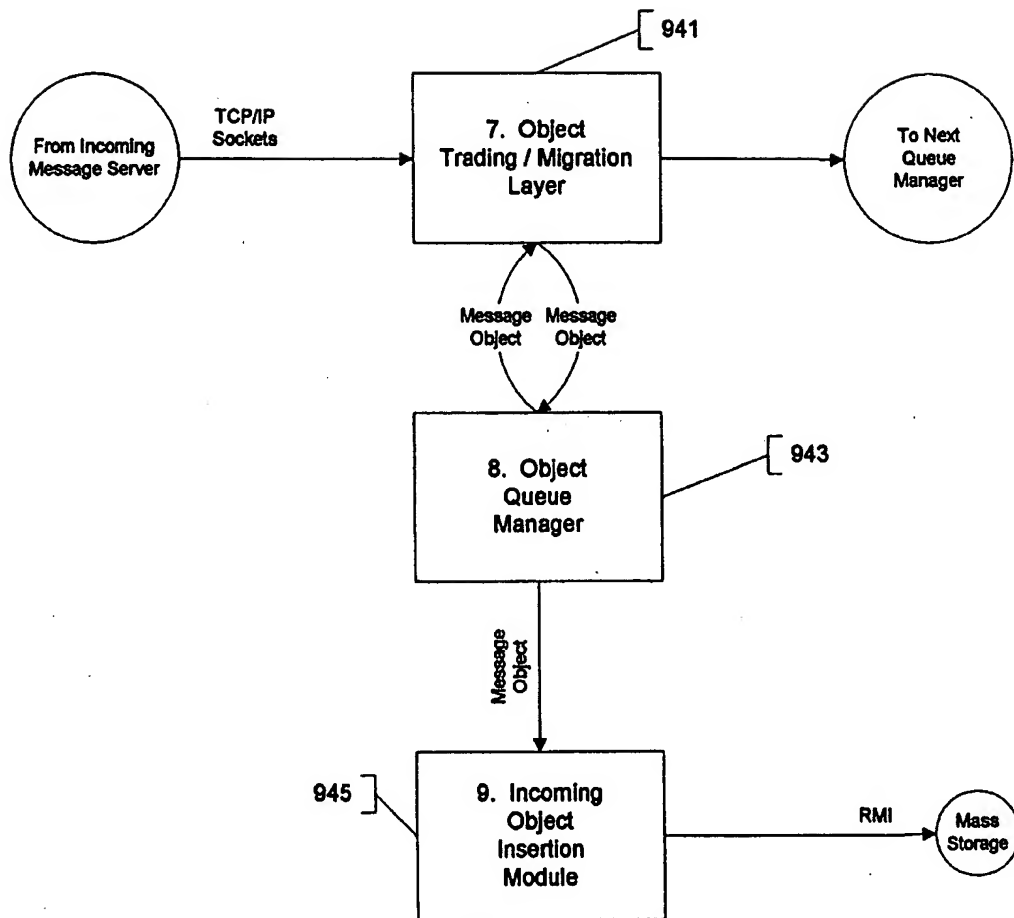 941
TCP/IP
Sockets
From Incoming
Message Server
7. Object
Trading / Migration
Layer
To Next
Queue
Manager
Message
Object
Message
Object
8. Object
Queue
Manager
943
Message
Object
945
9. Incoming
Object
Insertion
Module
RMI
Mass
Storage